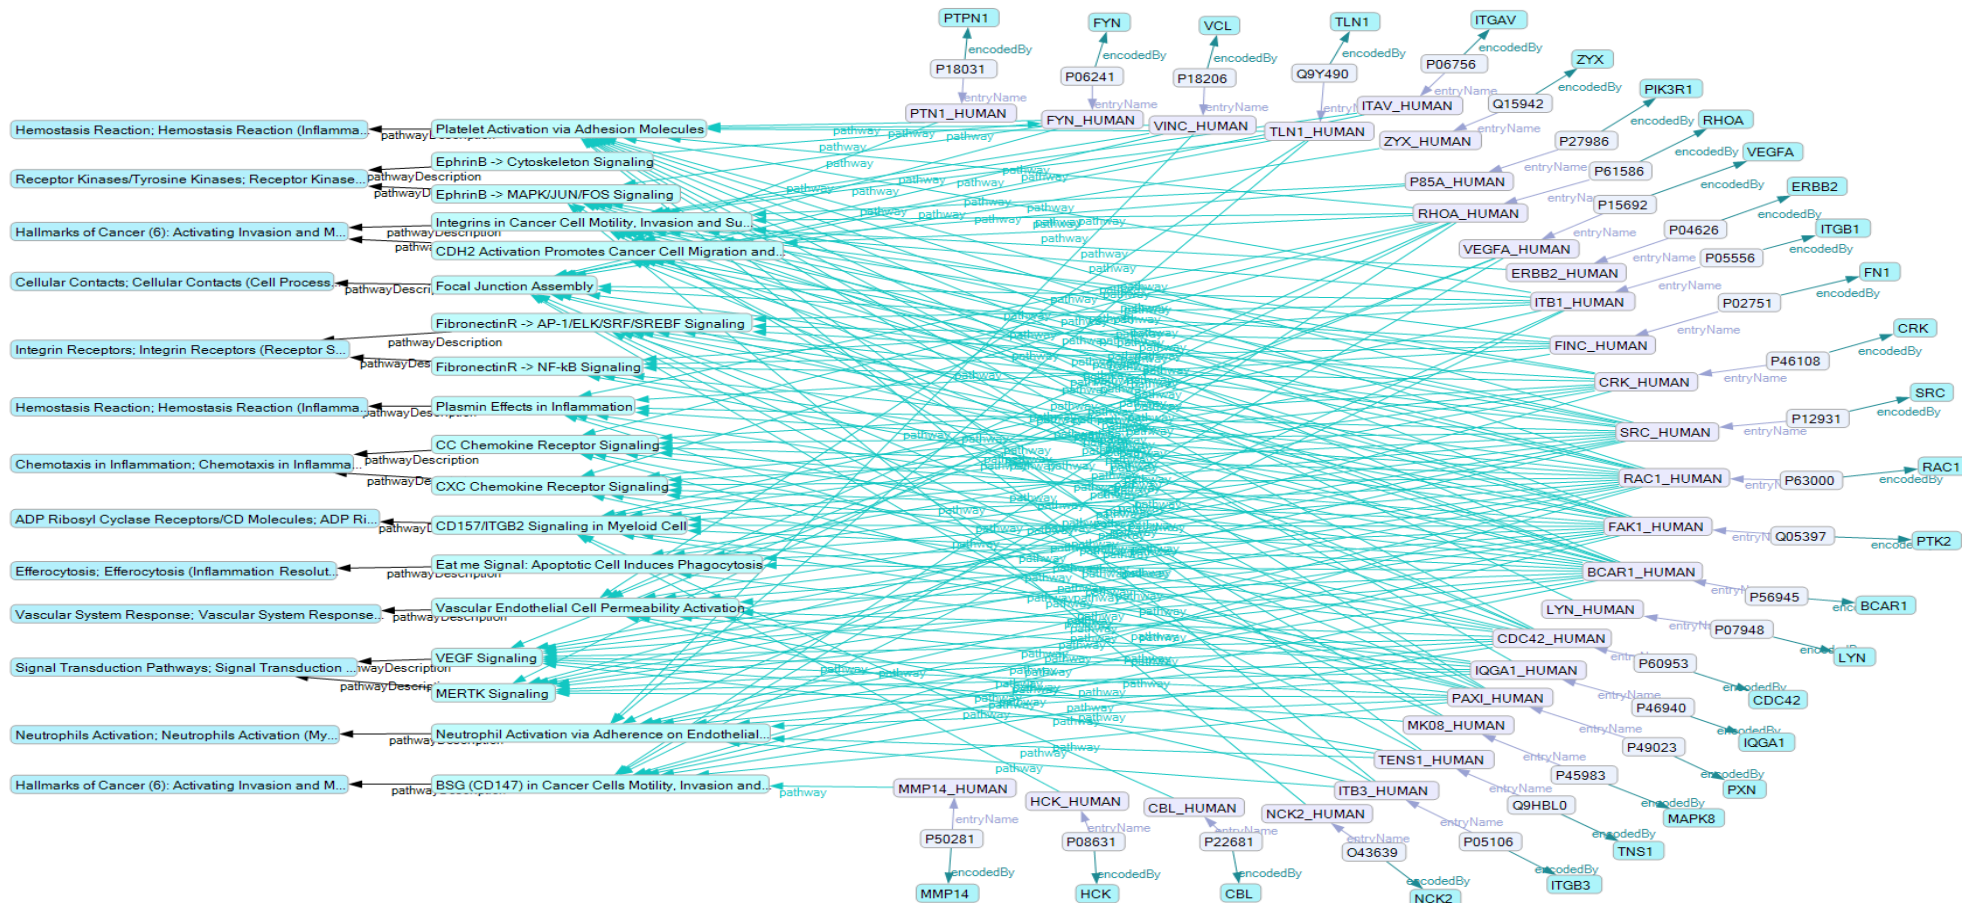 PTPN1
FYN
VCL
TLN1
ITGAV
ZYX
PIK3R1
RHOA
VEGFA
ERBB2
ITGB1
FN1
CRK
SRC
RAC1
PTK2
BCAR1
LYN
CDC42
IQGA1
PXN
MAPK8
TNS1
ITGB3
NCK2
CBL
HCK
MMP14
encodedBy
entryName
P18031
P06241
P18206
Q9Y490
P06756
Q15942
P27986
P61586
P15692
P04626
P05556
P02751
P46108
P12931
P63000
Q05397
P56945
P07948
P60953
P46940
P49023
P45983
Q9HBL0
P05106
O43639
P22681
P08631
P50281
PTN1_HUMAN
FYN_HUMAN
VINC_HUMAN
TLN1_HUMAN
ITAV_HUMAN
ZYX_HUMAN
P85A_HUMAN
RHOA_HUMAN
VEGFA_HUMAN
ERBB2_HUMAN
ITB1_HUMAN
FINC_HUMAN
CRK_HUMAN
SRC_HUMAN
RAC1_HUMAN
FAK1_HUMAN
BCAR1_HUMAN
LYN_HUMAN
CDC42_HUMAN
IQGA1_HUMAN
PAXI_HUMAN
MK08_HUMAN
TENS1_HUMAN
ITB3_HUMAN
NCK2_HUMAN
CBL_HUMAN
HCK_HUMAN
MMP14_HUMAN
pathway
pathwayDescription
Platelet Activation via Adhesion Molecules
EphrinB -> Cytoskeleton Signaling
EphrinB -> MAPK/JUN/FOS Signaling
Integrins in Cancer Cell Motility, Invasion and Su...
CDH2 Activation Promotes Cancer Cell Migration and...
Focal Junction Assembly
FibronectinR -> AP-1/ELK/SRF/SREBF Signaling
FibronectinR -> NF-kB Signaling
Plasmin Effects in Inflammation
CC Chemokine Receptor Signaling
CXC Chemokine Receptor Signaling
CD157/ITGB2 Signaling in Myeloid Cell
Eat me Signal: Apoptotic Cell Induces Phagocytosis
Vascular Endothelial Cell Permeability Activation
VEGF Signaling
MERTK Signaling
Neutrophil Activation via Adherence on Endothelial...
BSG (CD147) in Cancer Cells Motility, Invasion and...
Hemostasis Reaction; Hemostasis Reaction (Inflamma...
Receptor Kinases/Tyrosine Kinases; Receptor Kinase...
Hallmarks of Cancer (6): Activating Invasion and M...
Cellular Contacts; Cellular Contacts (Cell Process...
Integrin Receptors; Integrin Receptors (Receptor S...
Hemostasis Reaction; Hemostasis Reaction (Inflamma...
Chemotaxis in Inflammation; Chemotaxis in Inflamma...
ADP Ribosyl Cyclase Receptors/CD Molecules; ADP Ri...
Efferocytosis; Efferocytosis (Inflammation Resolut...
Vascular System Response; Vascular System Response...
Signal Transduction Pathways; Signal Transduction ...
Neutrophils Activation; Neutrophils Activation (My...
Hallmarks of Cancer (6): Activating Invasion and M...